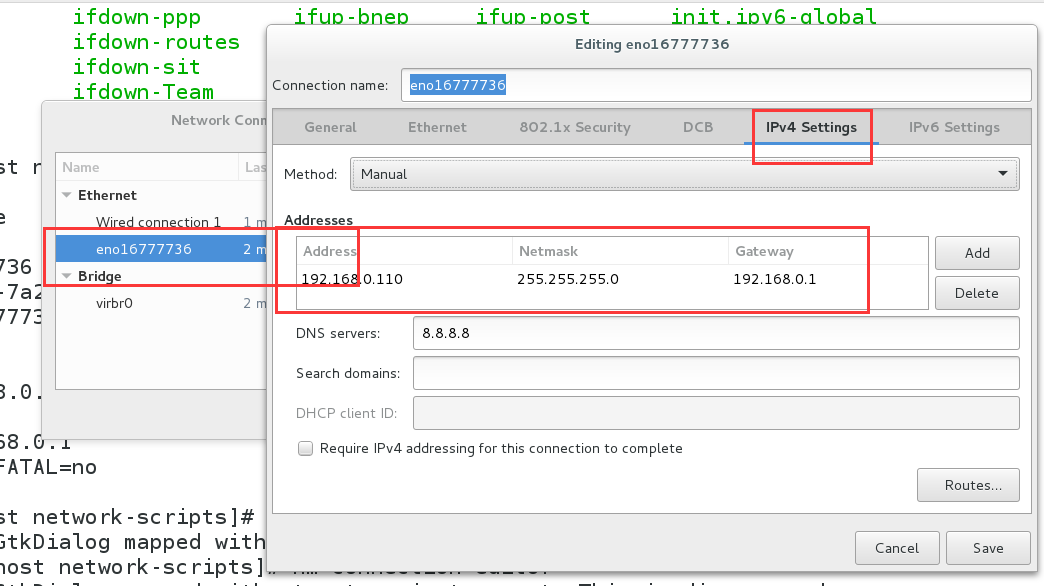 ifdown-ppp ifup-bnep ifup-post init.ipv6-global
ifdown-routes
ifdown-sit
ifdown-Team
Editing eno16777736
Connection name: eno16777736
General Ethernet 802.1x Security DCB IPv4 Settings IPv6 Settings
Method: Manual
Addresses
Address Netmask Gateway
192.168.0.110 255.255.255.0 192.168.0.1
Add
Delete
DNS servers: 8.8.8.8
Search domains:
DHCP client ID:
Require IPv4 addressing for this connection to complete
Routes...
Cancel Save
Network Conn
Name Las
Ethernet
Wired connection 1 1 m
eno16777736 2 m
Bridge
virbr0 2 m
st n
e
736
-7a2
7773
8.0.
68.0.1
FATAL=no
st network-scripts]#
GtkDialog mapped with
host network-scripts]#